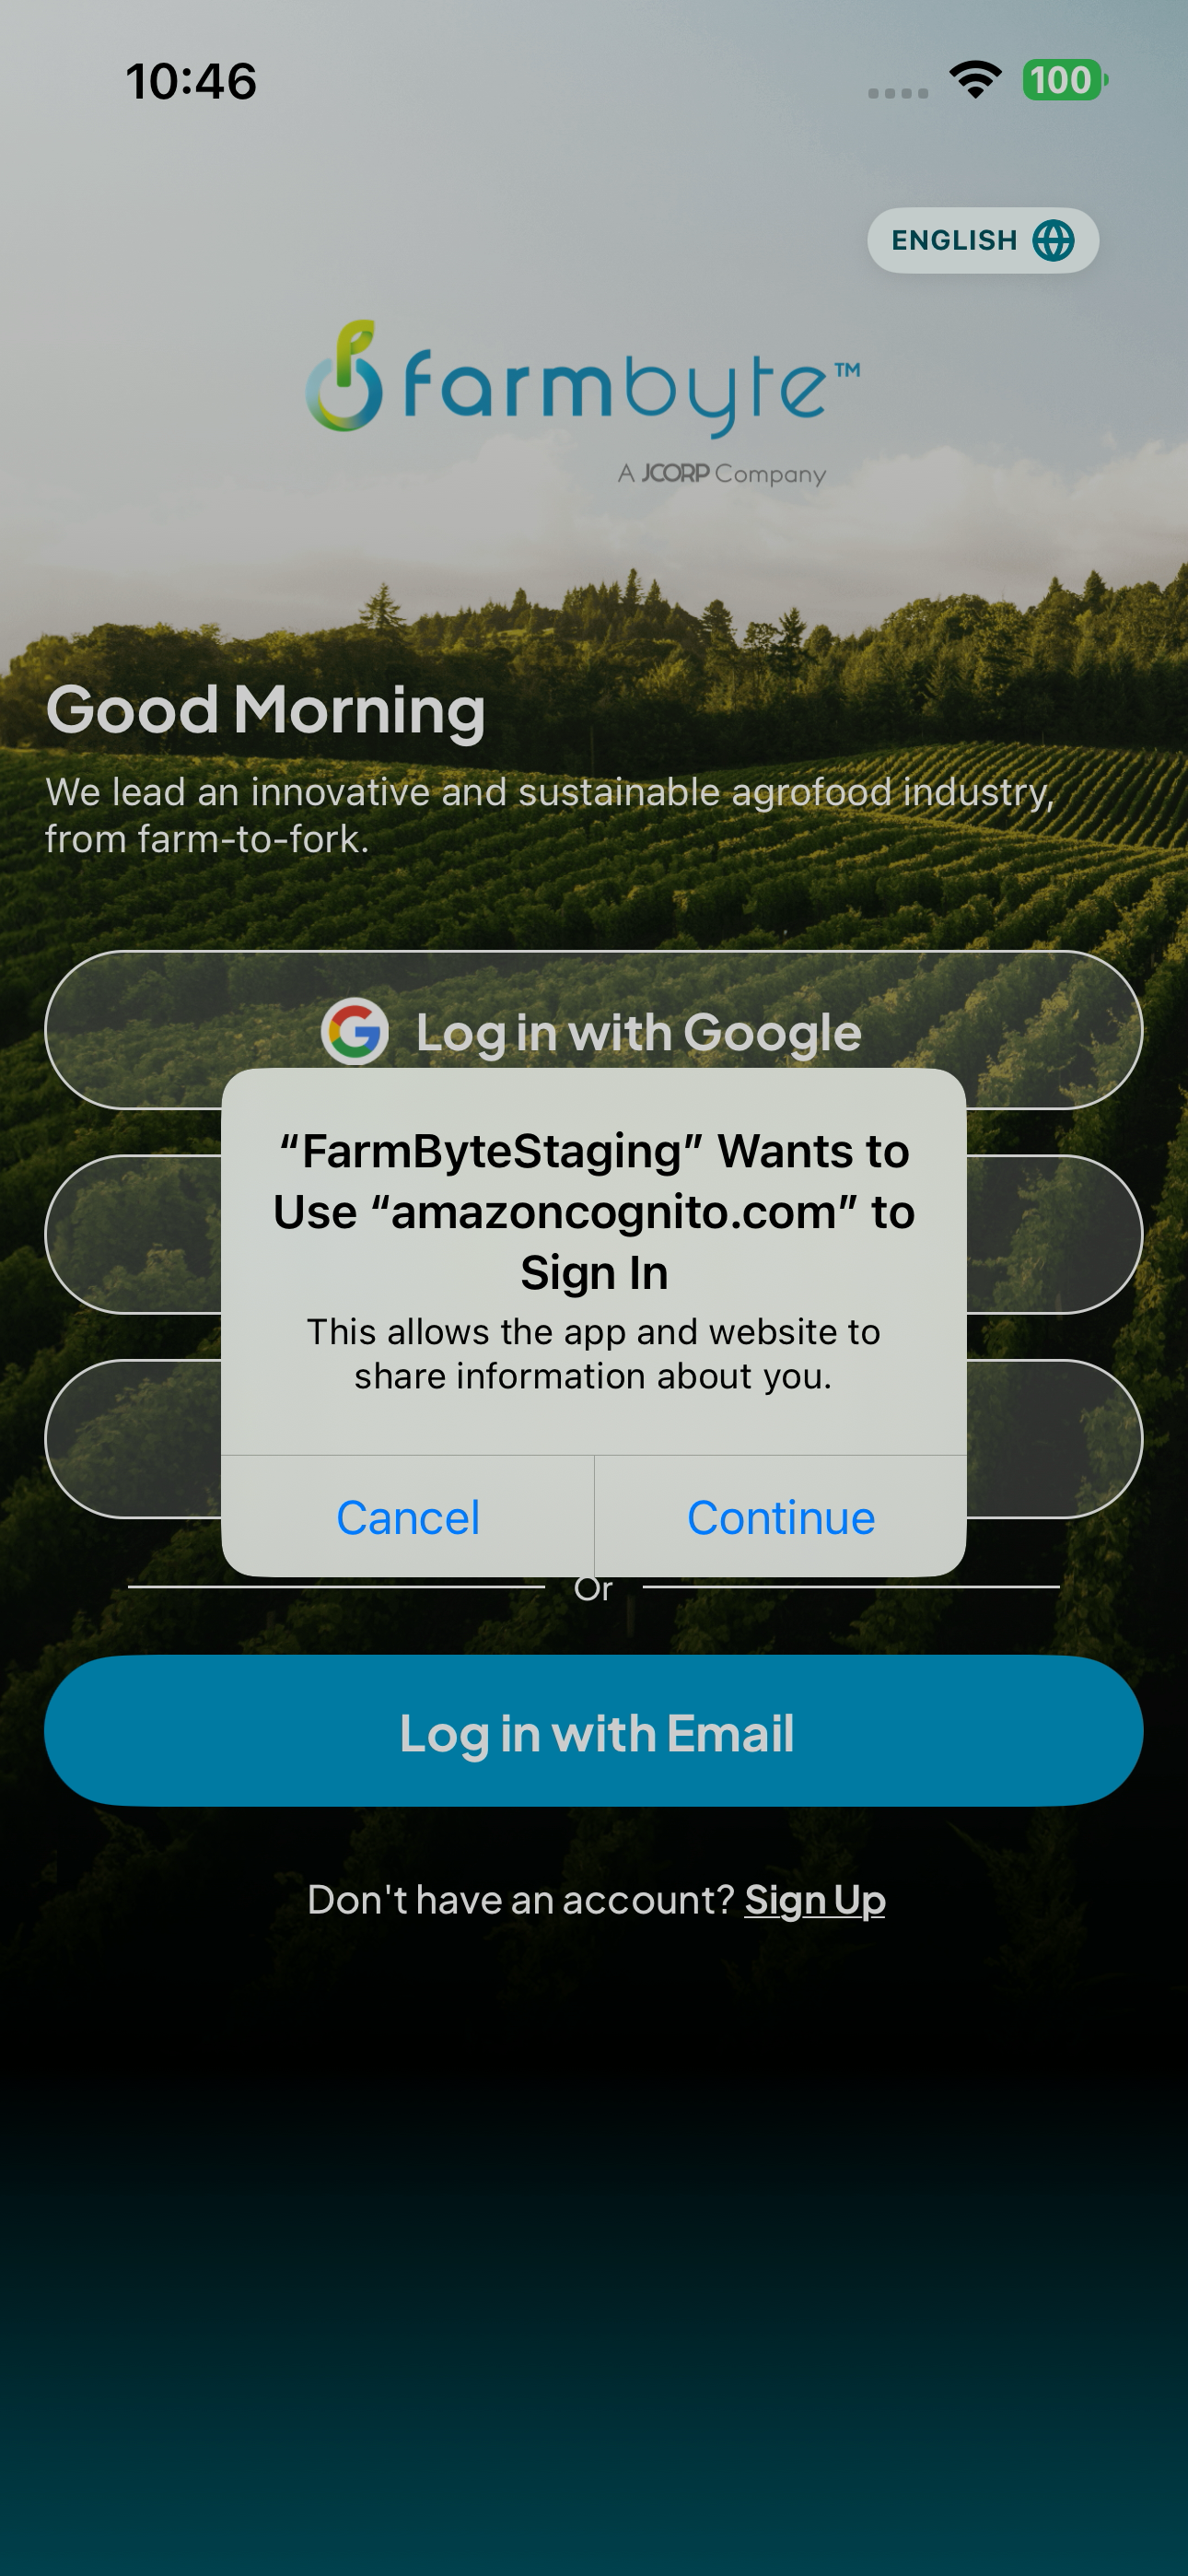 10:46
100
ENGLISH
farmbyte™
A JCORP Company
Good Morning
We lead an innovative and sustainable agrofood industry,
from farm-to-fork.
Log in with Google
“FarmByteStaging” Wants to
Use “amazoncognito.com” to
Sign In
This allows the app and website to
share information about you.
Cancel
Continue
Or
Log in with Email
Don't have an account? Sign Up